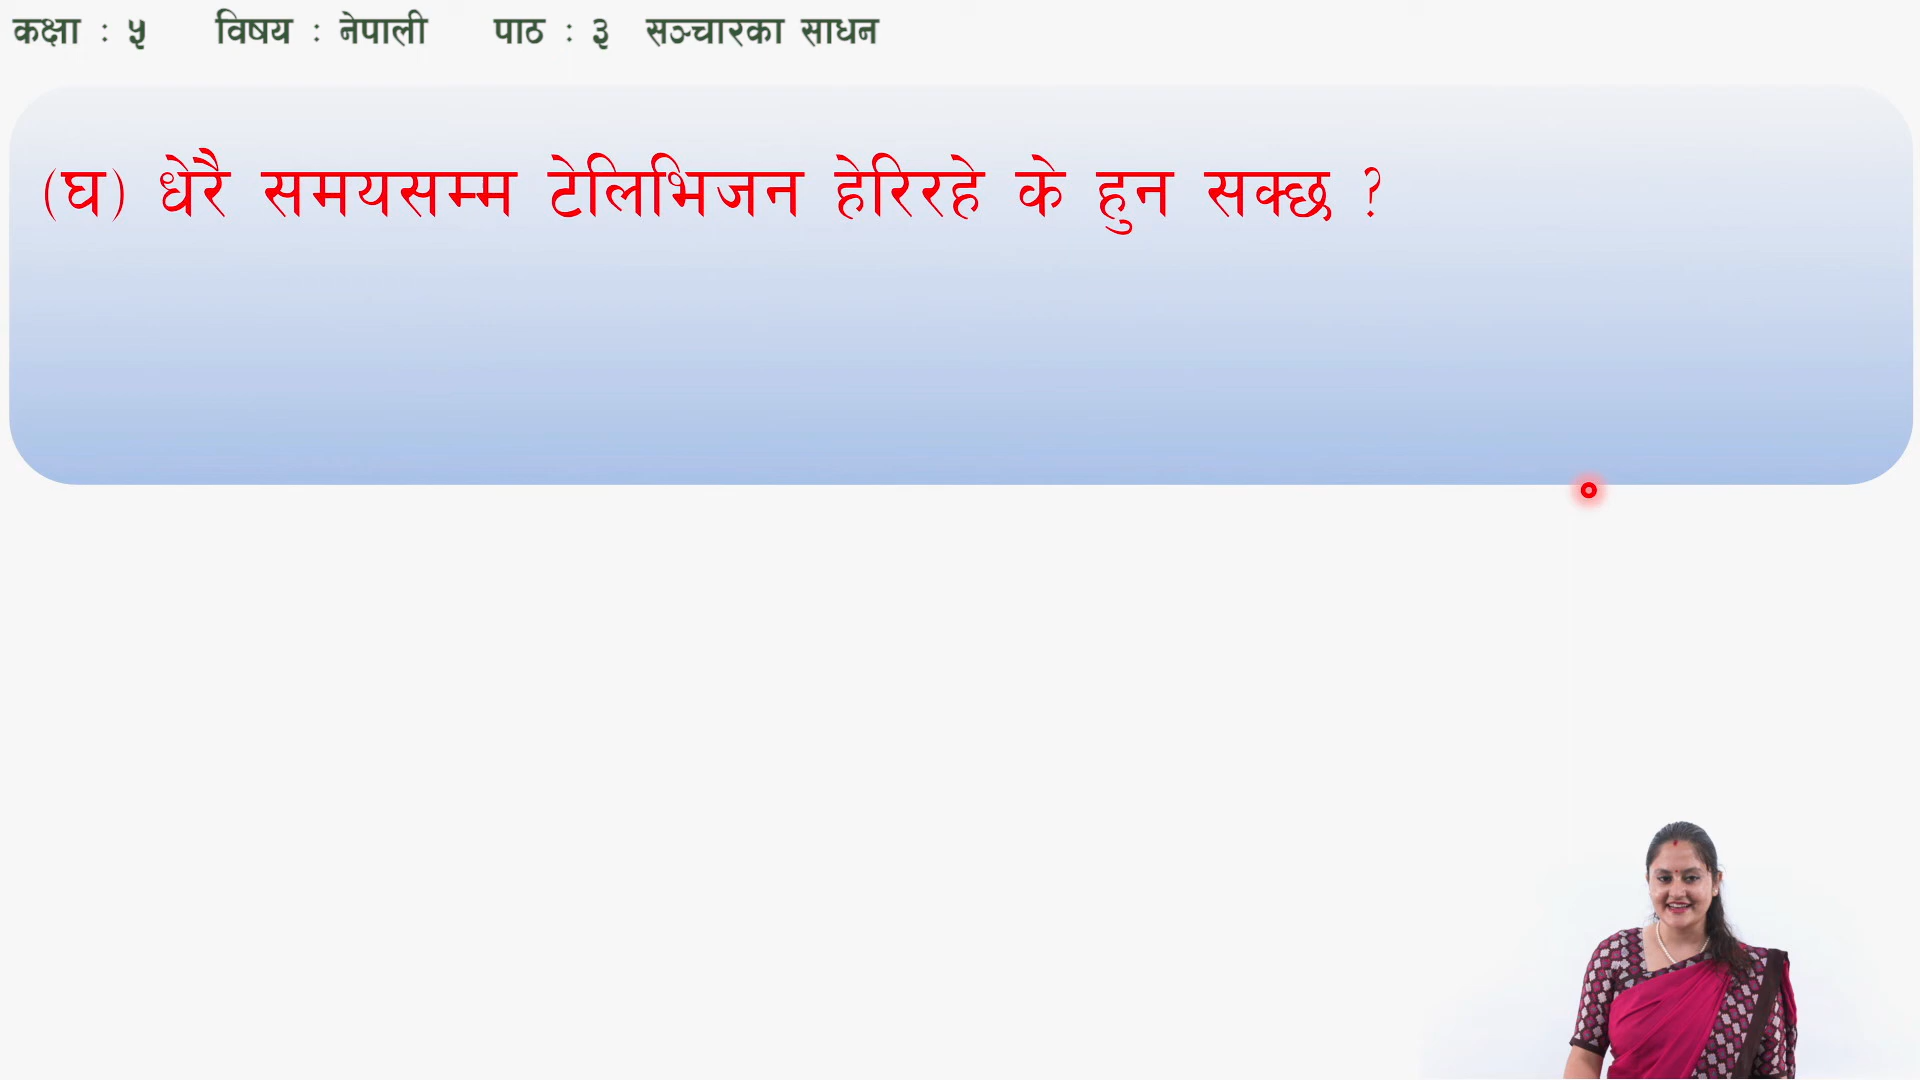 कक्षा : ५ विषय : नेपाली पाठ : ३ सञ्चारका साधन
(घ) धेरै समयसम्म टेलिभिजन हेरिरहे के हुन सक्छ ?